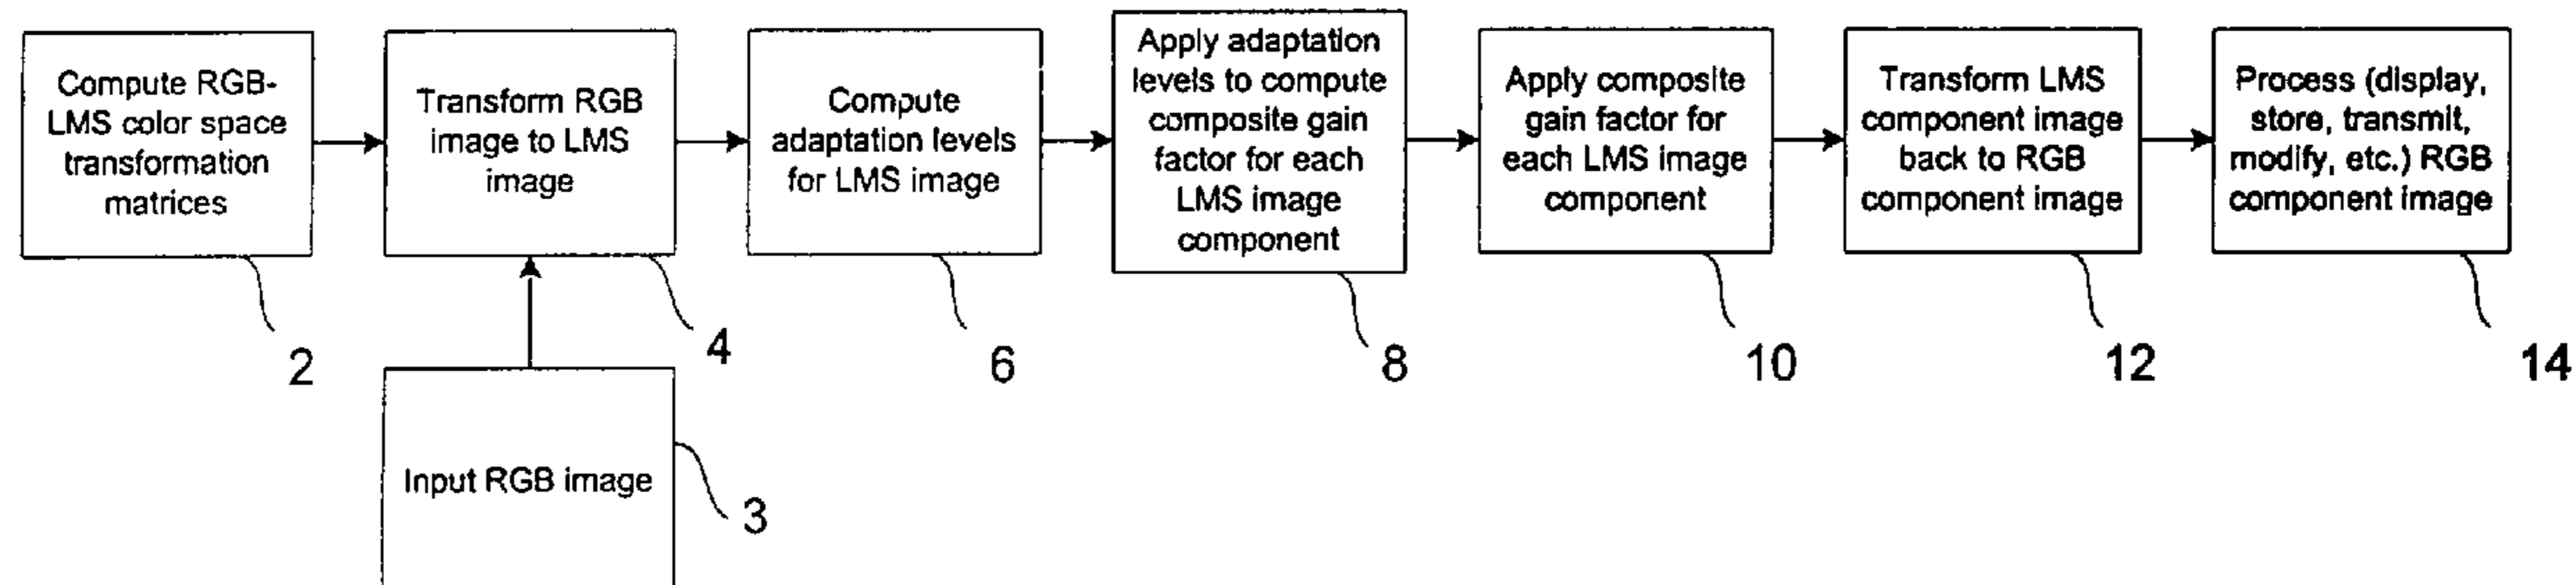 Compute RGB-
LMS color space
transformation
matrices
2
Transform RGB
image to LMS
image
4
Input RGB image
3
Compute
adaptation levels
for LMS image
6
Apply adaptation
levels to compute
composite gain
factor for each
LMS image
component
8
Apply composite
gain factor for
each LMS image
component
10
Transform LMS
component image
back to RGB
component image
12
Process (display,
store, transmit,
modify, etc.) RGB
component image
14